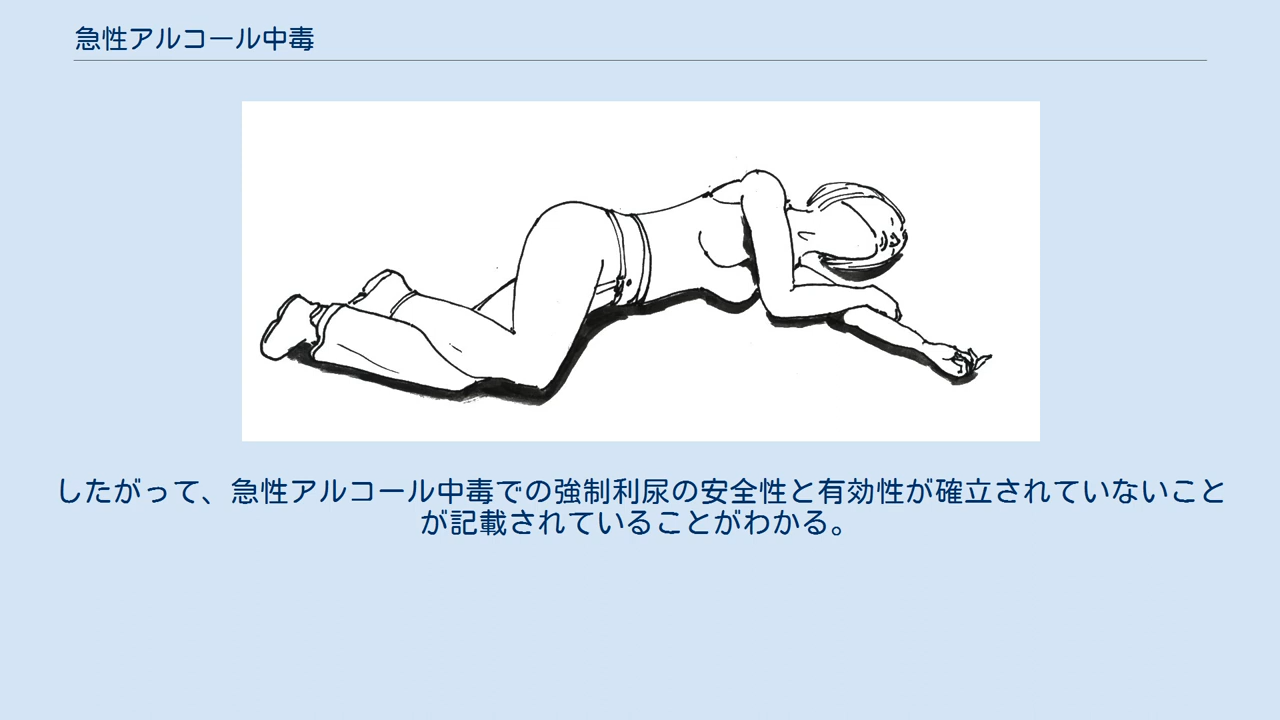 急性アルコール中毒
したがって、急性アルコール中毒での強制利尿の安全性と有効性が確立されていないこと
が記載されていることがわかる。